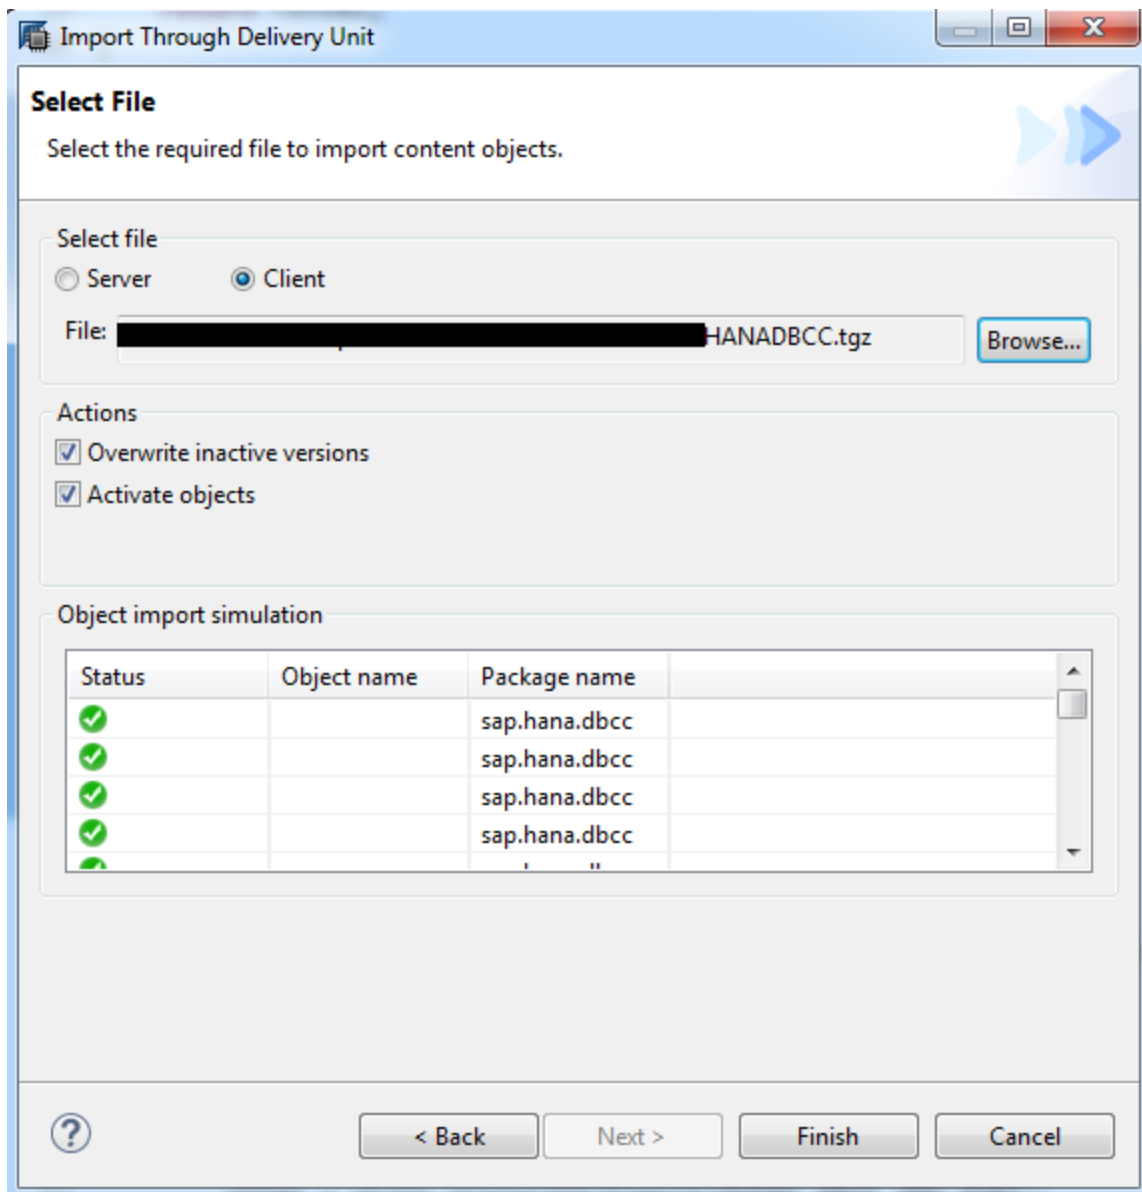 Import Through Delivery Unit
Select File
Select the required file to import content objects.
Select file
Server Client
File: HANADBCC.tgz Browse...
Actions
Overwrite inactive versions
Activate objects
Object import simulation
Status Object name Package name
sap.hana.dbcc
sap.hana.dbcc
sap.hana.dbcc
sap.hana.dbcc
? < Back Next > Finish Cancel